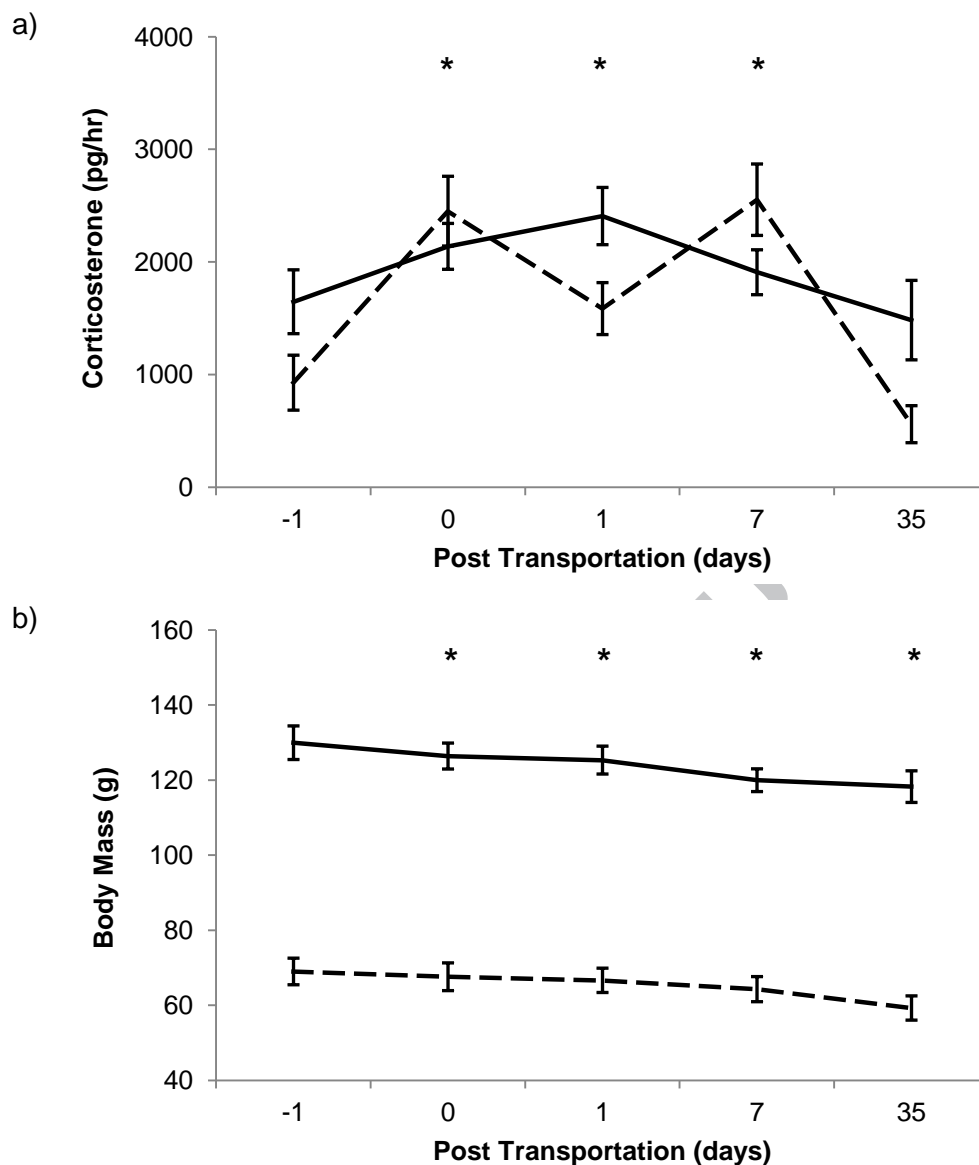 a)
4000
3000
2000
1000
0
Corticosterone (pg/hr)
* * *
-1 0 1 7 35
Post Transportation (days)
b)
160
140
120
100
80
60
40
Body Mass (g)
* * * *
-1 0 1 7 35
Post Transportation (days)